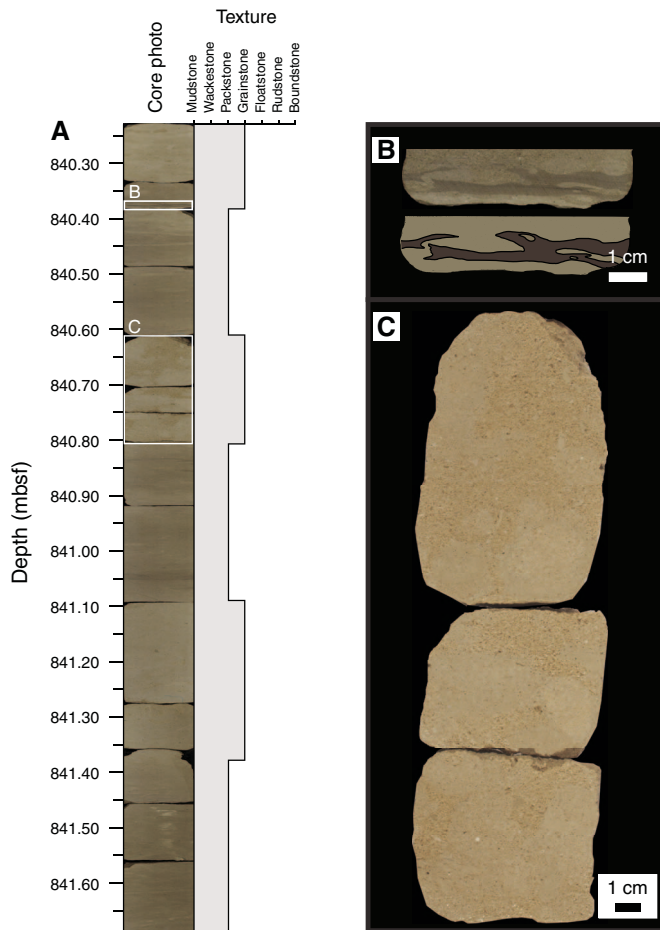 Texture
Core photo
Mudstone
Wackestone
Packstone
Grainstone
Floatstone
Rudstone
Boundstone
A
Depth (mbsf)
840.30
840.40
840.50
840.60
840.70
840.80
840.90
841.00
841.10
841.20
841.30
841.40
841.50
841.60
B
C
B
1 cm
C
1 cm